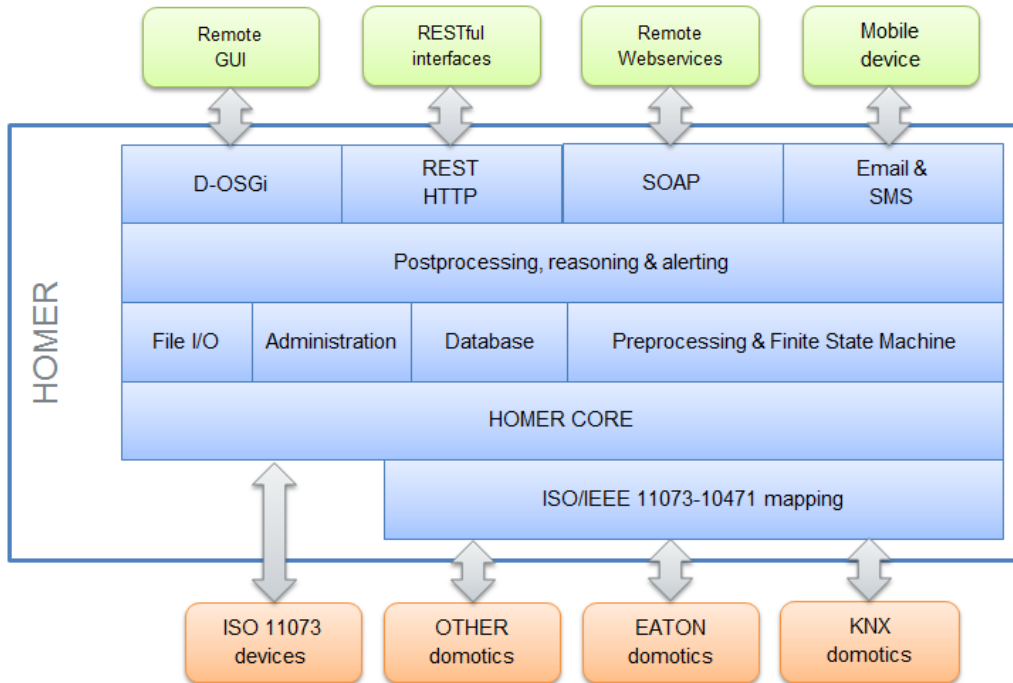 Remote
GUI
RESTful
interfaces
Remote
Webservices
Mobile
device
HOMER
D-OSGi
REST
HTTP
SOAP
Email &
SMS
Postprocessing, reasoning & alerting
File I/O
Administration
Database
Preprocessing & Finite State Machine
HOMER CORE
ISO/IEEE 11073-10471 mapping
ISO 11073
devices
OTHER
domotics
EATON
domotics
KNX
domotics